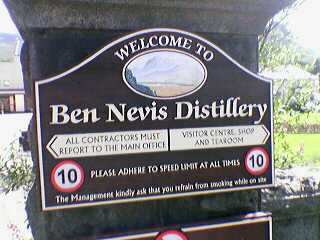 WELCOME TO
Ben Nevis Distillery
ALL CONTRACTORS MUST
REPORT TO THE MAIN OFFICE
VISITOR CENTRE, SHOP
AND TEAROOM
10
PLEASE ADHERE TO SPEED LIMIT AT ALL TIMES
10
The Management kindly ask that you refrain from smoking while on site